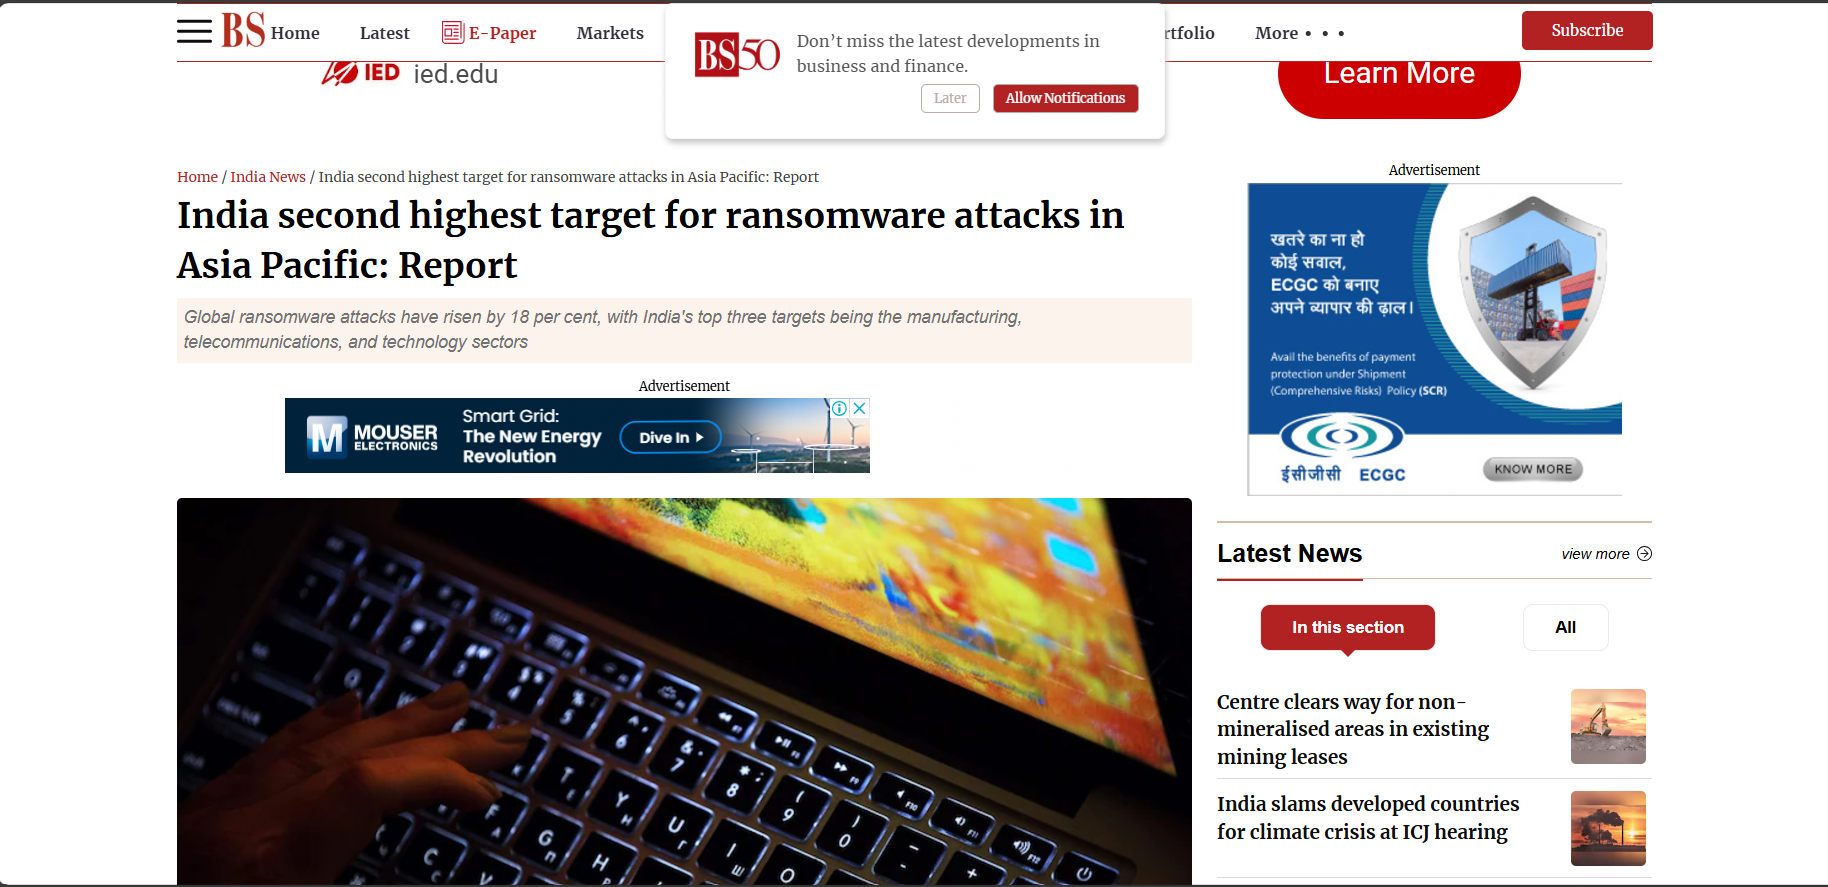 BS Home Latest E-Paper Markets
rtfolio More • • •
Subscribe
BS50
Don’t miss the latest developments in
business and finance.
Later Allow Notifications
IED ied.edu
Learn More
Home / India News / India second highest target for ransomware attacks in Asia Pacific: Report
India second highest target for ransomware attacks in
Asia Pacific: Report
Global ransomware attacks have risen by 18 per cent, with India's top three targets being the manufacturing,
telecommunications, and technology sectors
Advertisement
M MOUSER
ELECTRONICS
Smart Grid:
The New Energy
Revolution
Dive In
Advertisement
खतरे का ना हो
कोई सवाल,
ECGC को बनाए
अपने व्यापार की ढ़ाल।
Avail the benefits of payment
protection under Shipment
(Comprehensive Risks) Policy (SCR)
ईसीजीसी ECGC
KNOW MORE
Latest News
view more
In this section All
Centre clears way for non-
mineralised areas in existing
mining leases
India slams developed countries
for climate crisis at ICJ hearing